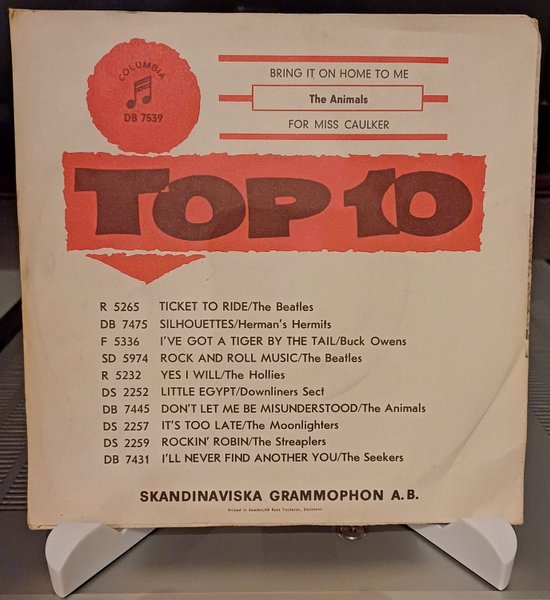 COLUMBIA
DB 7539
BRING IT ON HOME TO ME
The Animals
FOR MISS CAULKER
TOP 10
R 5265 TICKET TO RIDE/The Beatles
DB 7475 SILHOUETTES/Herman's Hermits
F 5336 I'VE GOT A TIGER BY THE TAIL/Buck Owens
SD 5974 ROCK AND ROLL MUSIC/The Beatles
R 5232 YES I WILL/The Hollies
DS 2252 LITTLE EGYPT/Downliners Sect
DB 7445 DON'T LET ME BE MISUNDERSTOOD/The Animals
DS 2257 IT'S TOO LATE/The Moonlighters
DS 2259 ROCKIN' ROBIN/The Streaplers
DB 7431 I'LL NEVER FIND ANOTHER YOU/The Seekers
SKANDINAVISKA GRAMMOPHON A.B.
Printed in Sweden/AB